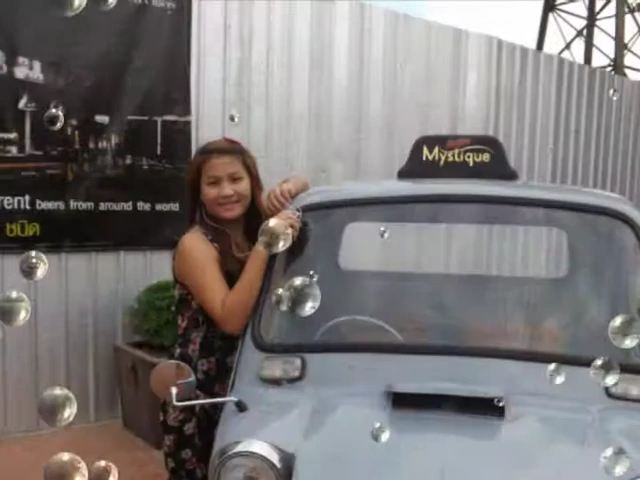 rent beers from around the world
ชนิด
Mystique